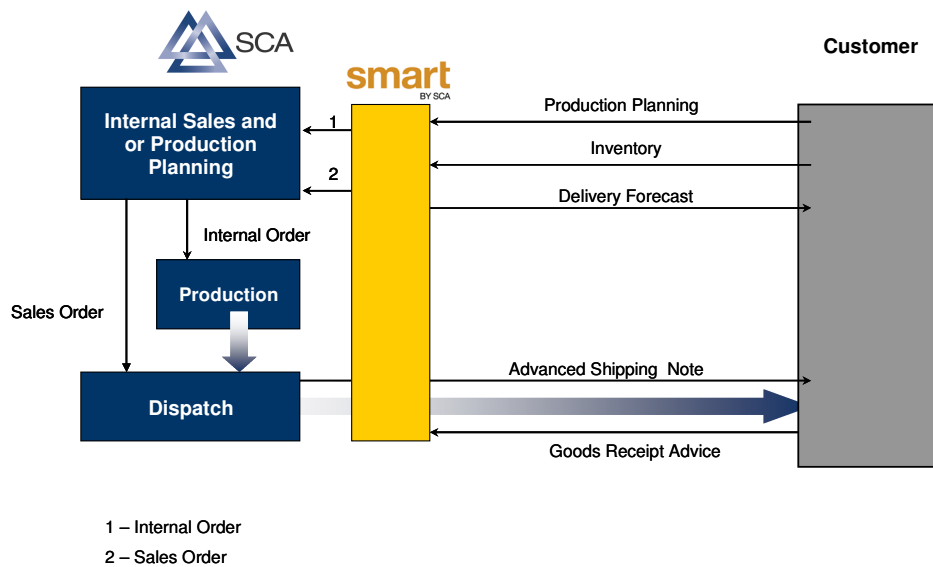 SCA
Customer
smart
BY SCA
Internal Sales and
or Production
Planning
1
2
Production Planning
Inventory
Delivery Forecast
Internal Order
Production
Sales Order
Advanced Shipping Note
Dispatch
Goods Receipt Advice
1 – Internal Order
2 – Sales Order